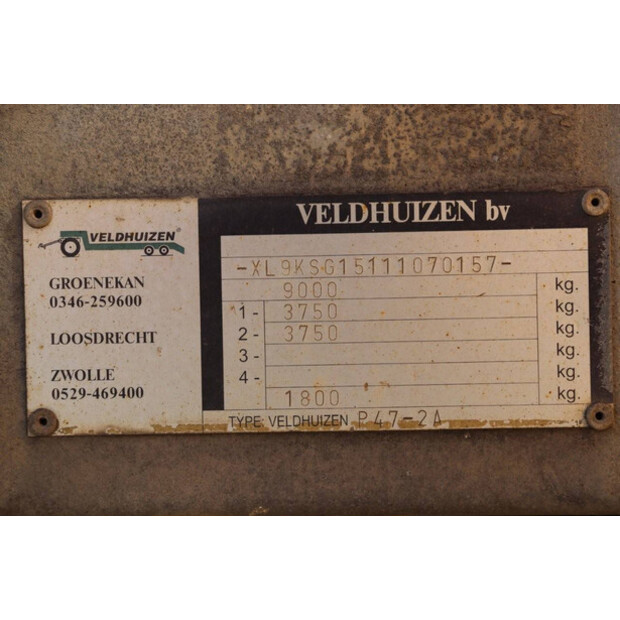 VELDHUIZEN®
GROENEKAN
0346-259600
LOOSDRECHT
ZWOLLE
0529-469400
VELDHUIZEN bv
-XL9KSG15111070157-
9000 kg.
1- 3750 kg.
2- 3750 kg.
3- kg.
4- kg.
1800 kg.
TYPE: VELDHUIZEN P47-2A